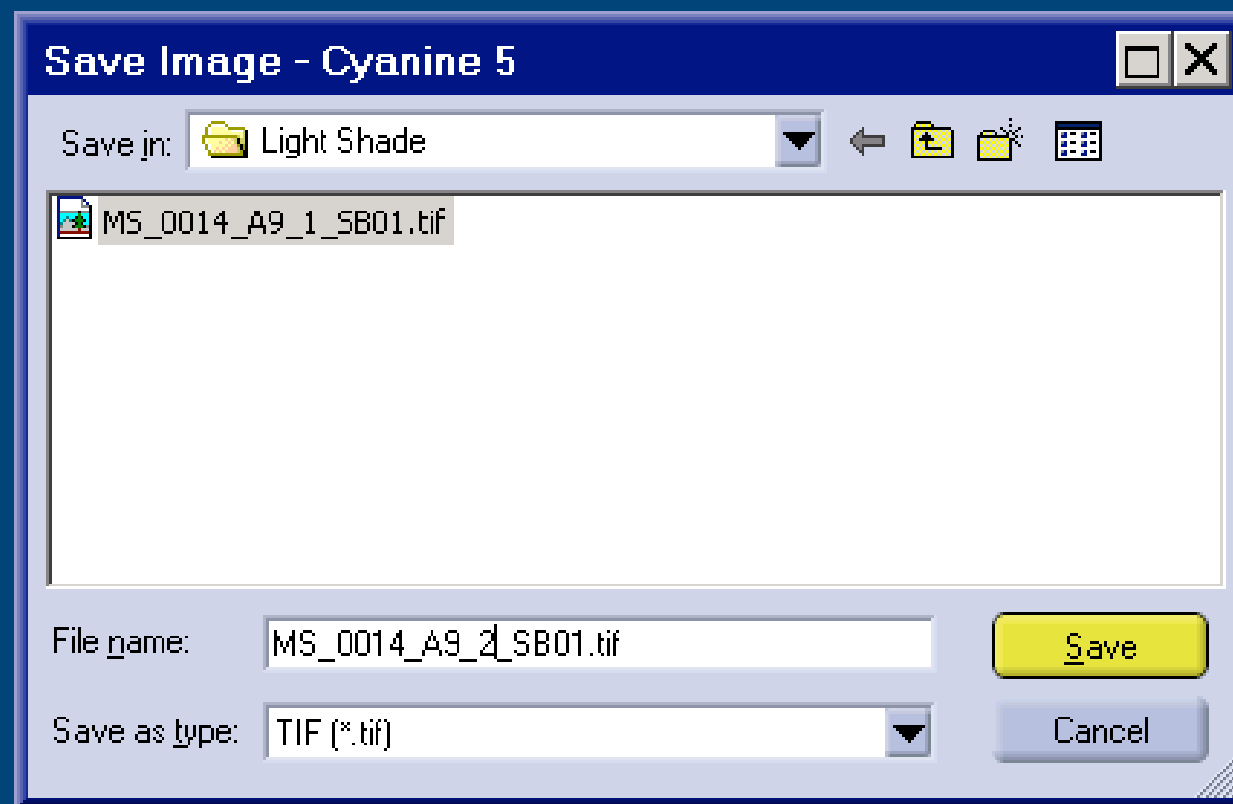 Save Image - Cyanine 5
Save in: Light Shade
MS_0014_A9_1_SB01.tif
File name: MS_0014_A9_2_SB01.tif
Save
Save as type: TIF (*.tif)
Cancel